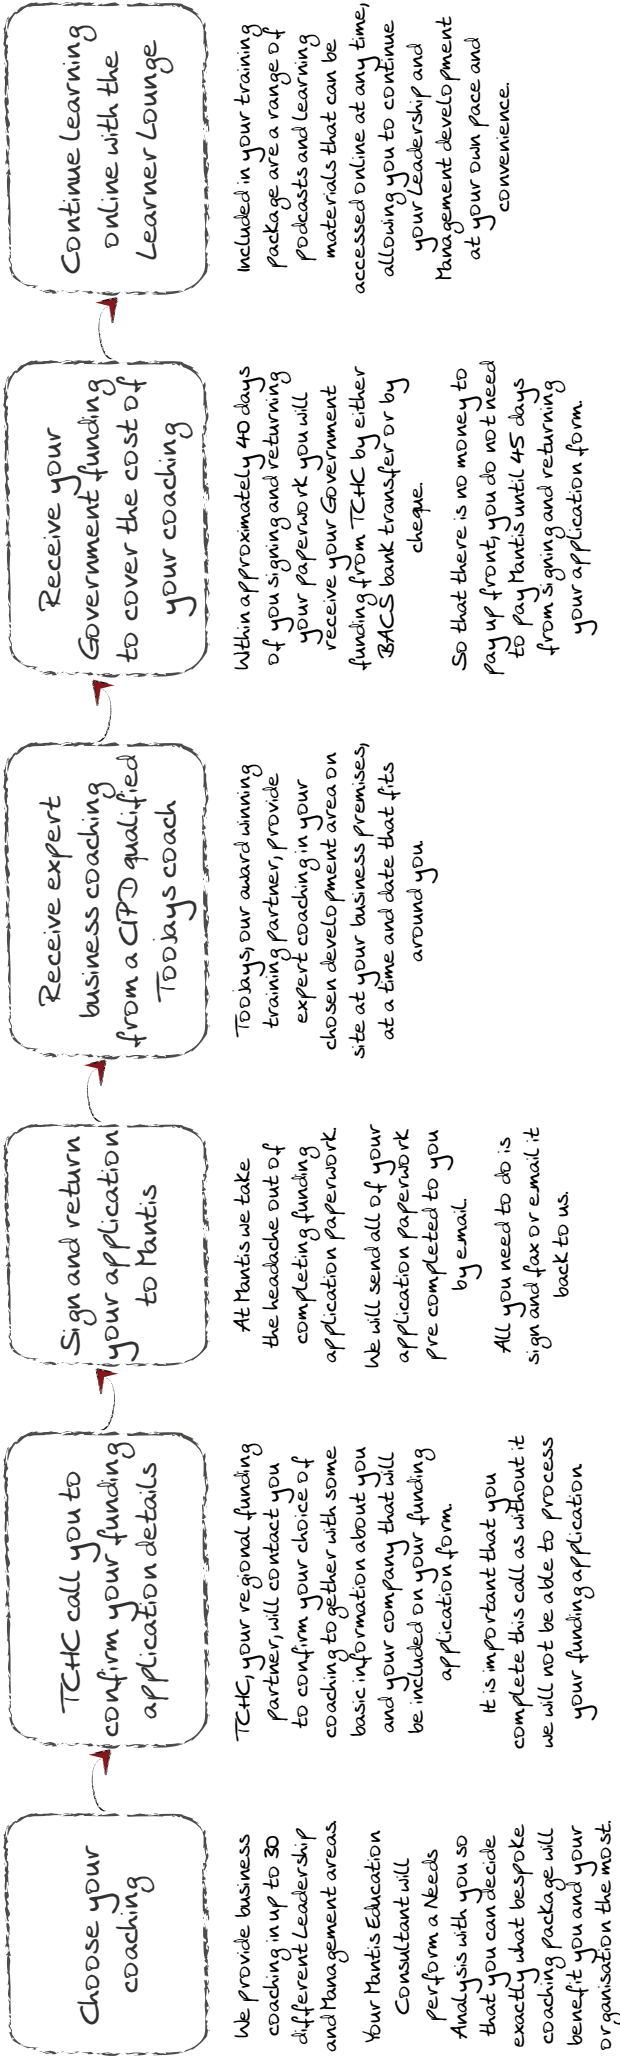 Choose your
coaching
We provide business
coaching in up to 30
different Leadership
and Management areas
Your Mantis Education
Consultant will
perform a Needs
Analysis with you so
that you can decide
exactly what bespoke
coaching package will
benefit you and your
organisation the most.
TCHC call you to
confirm your funding
application details
TCHC, your regional funding
partner, will contact you
to confirm your choice of
coaching together with some
basic information about you
and your company that will
be included on your funding
application form.
It is important that you
complete this call as without it
we will not be able to process
your funding application
Sign and return
your application
to Mantis
At Mantis we take
the headache out of
completing funding
application paperwork.
We will send all of your
application paperwork
pre completed to you
by email.
All you need to do is
sign and fax or email it
back to us.
Receive expert
business coaching
from a CIPD qualified
TooJays coach
TooJays, our award winning
training partner, provide
expert coaching in your
chosen development area on
site at your business premises,
at a time and date that fits
around you.
Receive your
Government funding
to cover the cost of
your coaching
Within approximately 40 days
of you signing and returning
your paperwork you will
receive your Government
funding from TCHC by either
BACS bank transfer or by
cheque.
So that there is no money to
pay up front, you do not need
to pay Mantis until 45 days
from signing and returning
your application form.
Continue learning
online with the
Learner Lounge
Included in your training
package are a range of
podcasts and learning
materials that can be
accessed online at any time,
allowing you to continue
your Leadership and
Management development
at your own pace and
convenience.